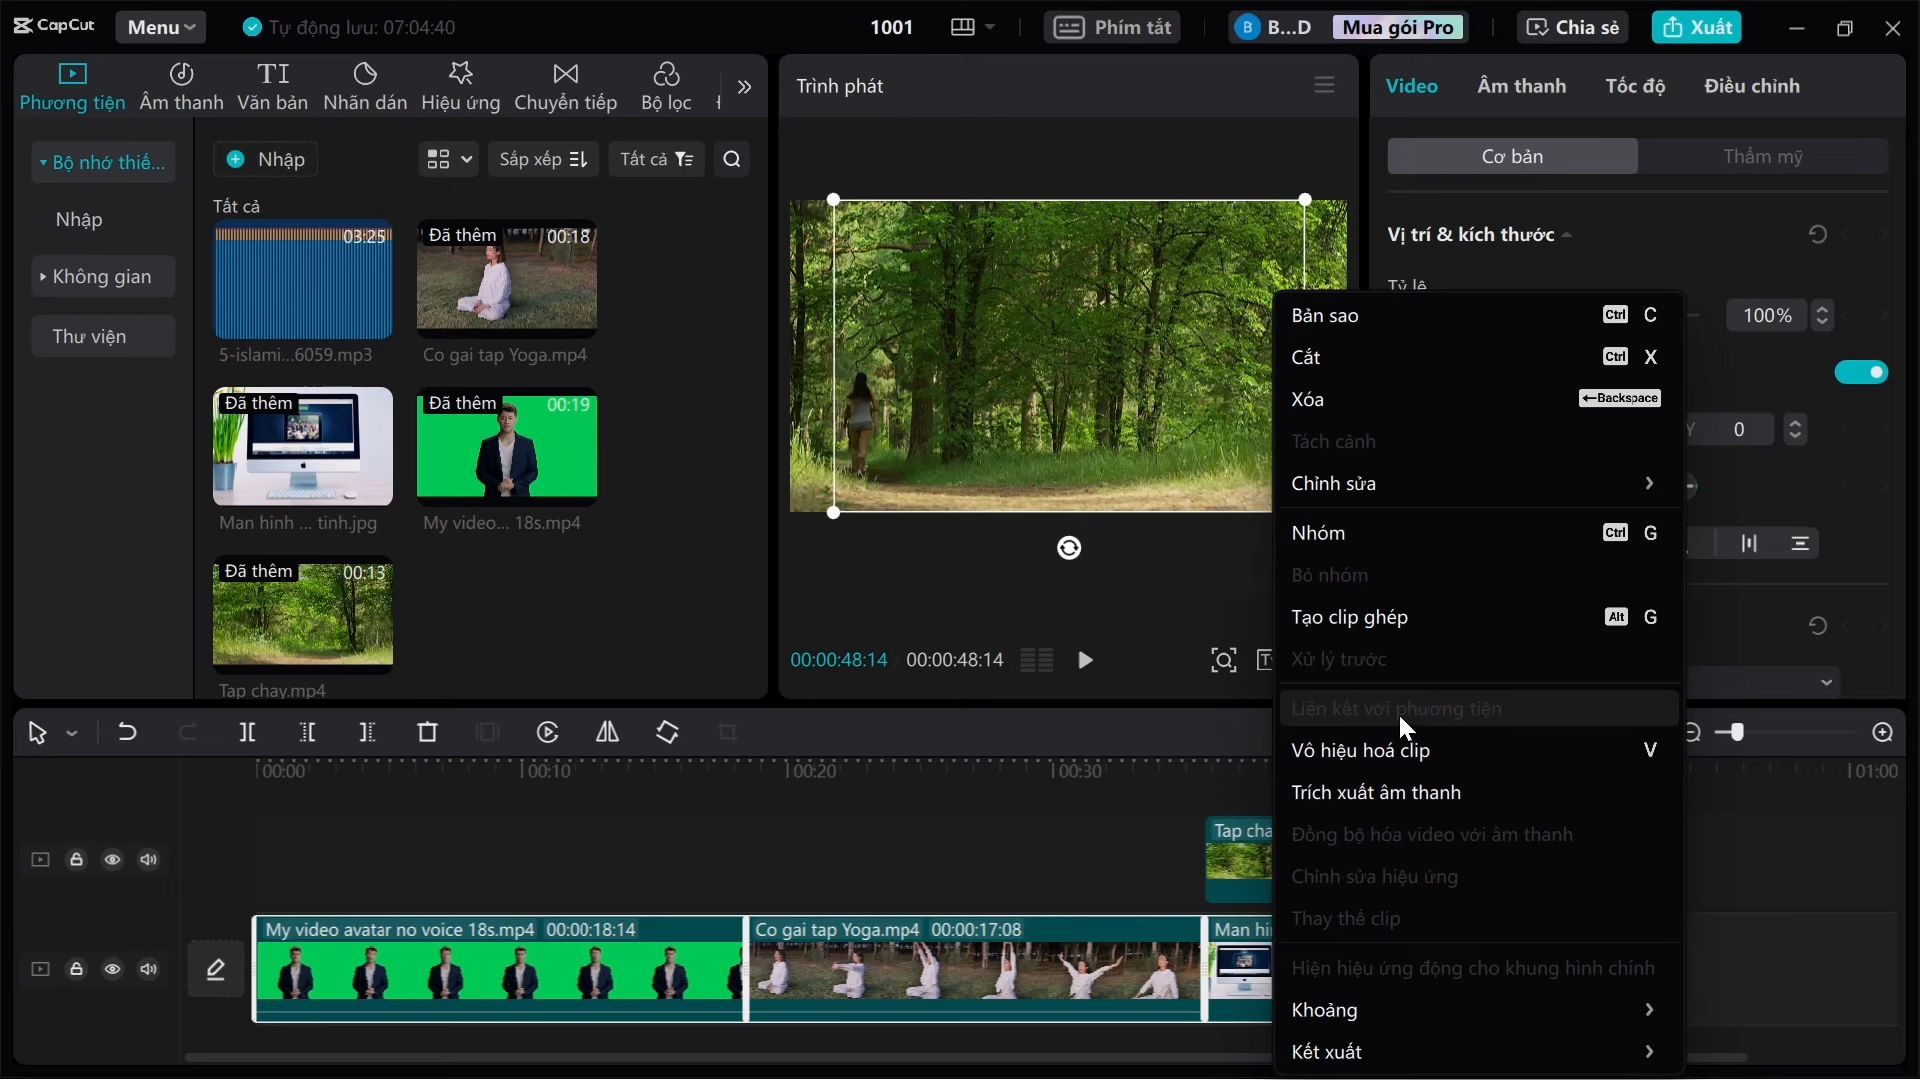 CapCut
Menu
Tự động lưu: 07:04:40
1001
Phím tắt
B
B...D
Mua gói Pro
Chia sẻ
Xuất
Phương tiện
Âm thanh
Văn bản
Nhãn dán
Hiệu ứng
Chuyển tiếp
Bộ lọc
Bộ nhớ thiế...
Nhập
Không gian
Thư viện
Nhập
Sắp xếp
Tất cả
Tất cả
03:25
5-islami...6059.mp3
Đã thêm
00:18
Co gai tap Yoga.mp4
Đã thêm
Man hinh ... tinh.jpg
Đã thêm
00:19
My video... 18s.mp4
Đã thêm
00:13
Tap chay.mp4
Trình phát
00:00:48:14
00:00:48:14
Video
Âm thanh
Tốc độ
Điều chỉnh
Cơ bản
Thẩm mỹ
Vị trí & kích thước
Tỷ lệ
100%
Y
0
Bản sao
Ctrl C
Cắt
Ctrl X
Xóa
←Backspace
Tách cảnh
Chỉnh sửa
Nhóm
Ctrl G
Bỏ nhóm
Tạo clip ghép
Alt G
Xử lý trước
Liên kết với phương tiện
Vô hiệu hoá clip
V
Trích xuất âm thanh
Đồng bộ hóa video với âm thanh
Chỉnh sửa hiệu ứng
Thay thế clip
Hiện hiệu ứng động cho khung hình chính
Khoảng
Kết xuất
00:00
00:10
00:20
00:30
01:00
Tap cha
My video avatar no voice 18s.mp4 00:00:18:14
Co gai tap Yoga.mp4 00:00:17:08
Man hi